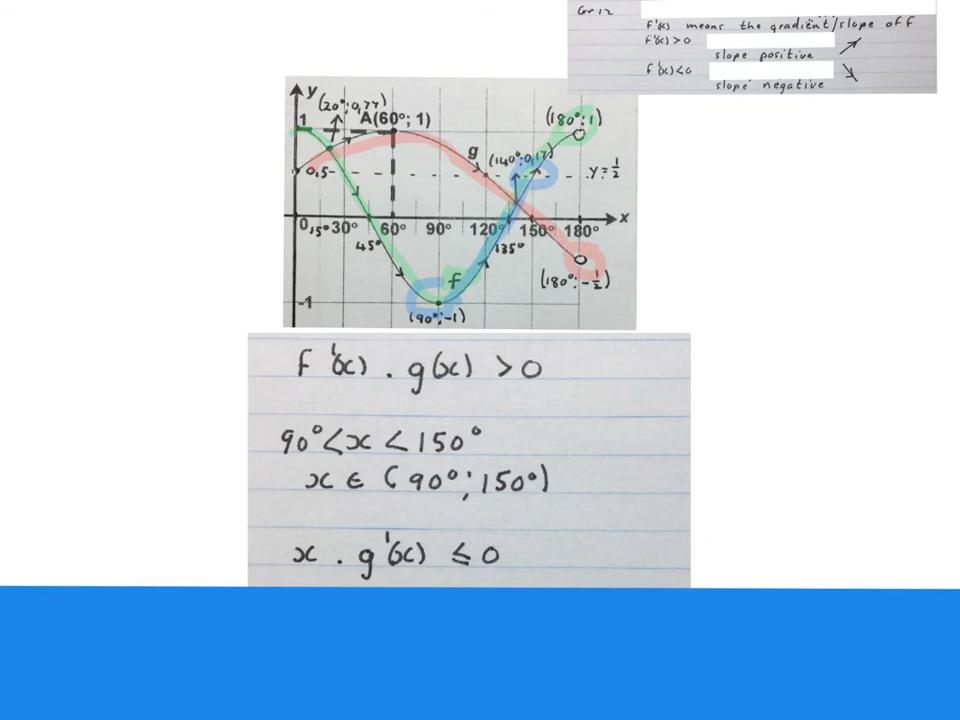 Gr 12
f'(x) means the gradient/slope of f
f'(x) > 0
slope positive
f'(x) < 0
slope negative
y
(20°; 0,77)
1
A(60°; 1)
(180°; 1)
g
(140°; 0,17)
y = 1/2
0,5
0
15°
30°
45°
60°
90°
120°
135°
150°
180°
x
f
-1
(90°; -1)
(180°; -1/2)
f'(x) . g(x) > 0
90° < x < 150°
x ∈ (90°; 150°)
x . g'(x) ≤ 0